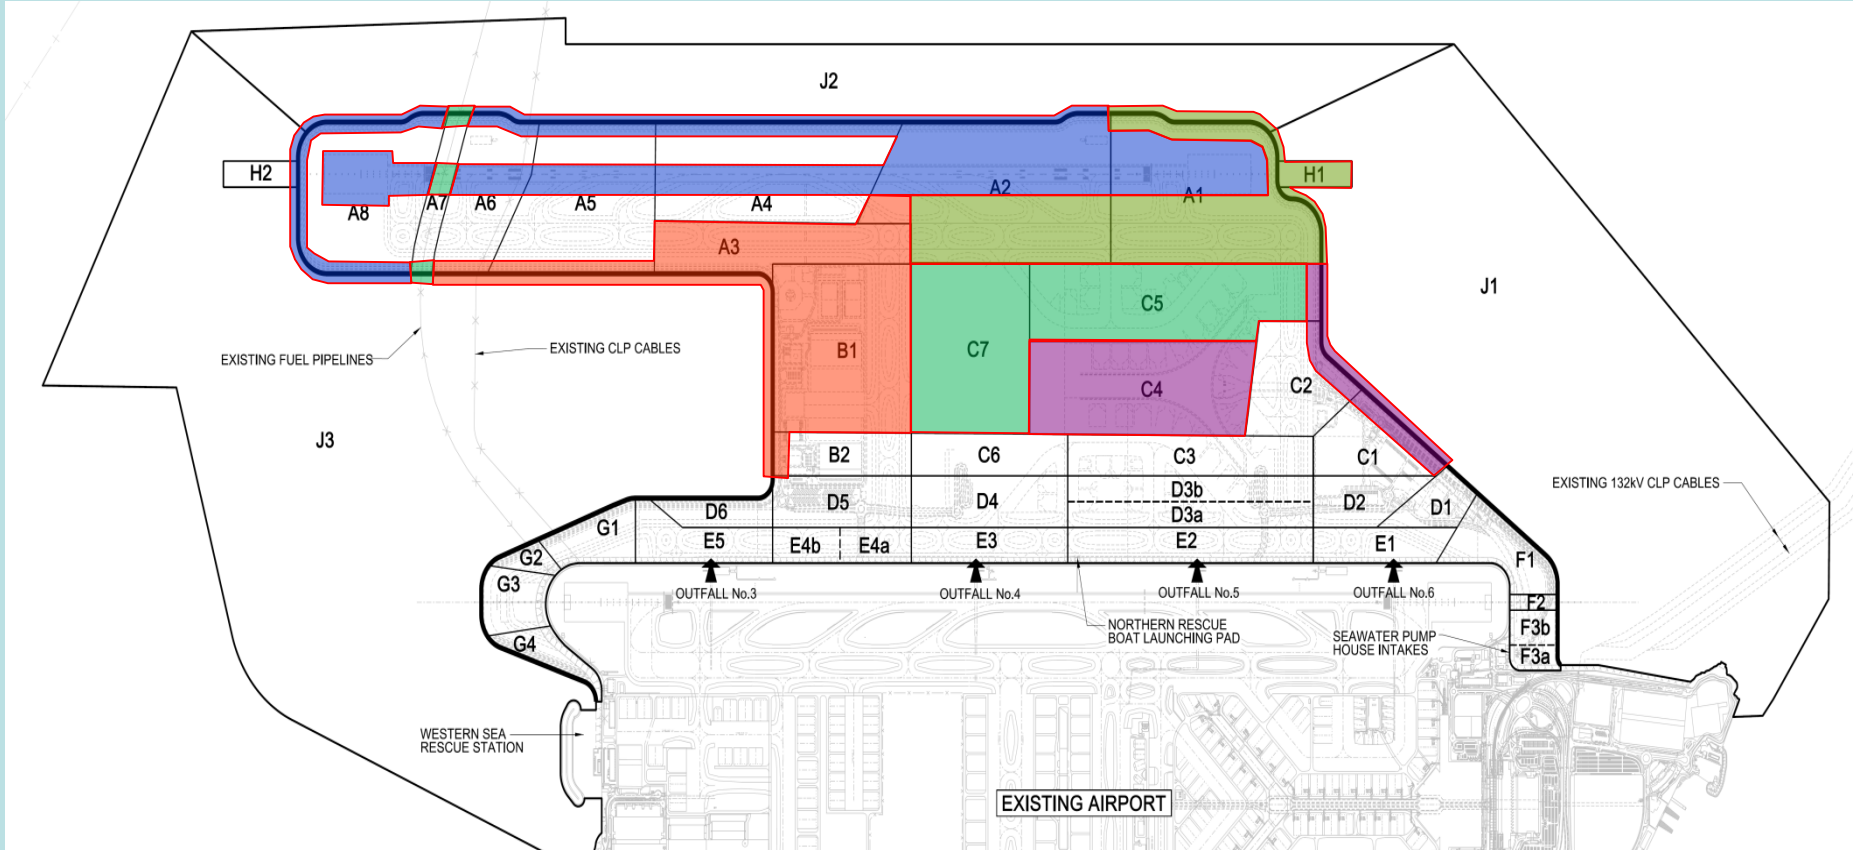 J2
H2
A8
A7
A6
A5
A4
A2
A1
H1
A3
J1
C5
EXISTING FUEL PIPELINES
EXISTING CLP CABLES
B1
C7
C4
C2
J3
B2
C6
C3
C1
EXISTING 132kV CLP CABLES
D6
D5
D4
D3b
D3a
D2
D1
G1
E5
E4b
E4a
E3
E2
E1
G2
F1
G3
OUTFALL No.3
OUTFALL No.4
OUTFALL No.5
OUTFALL No.6
F2
G4
NORTHERN RESCUE
BOAT LAUNCHING PAD
SEAWATER PUMP
HOUSE INTAKES
F3b
F3a
WESTERN SEA
RESCUE STATION
EXISTING AIRPORT